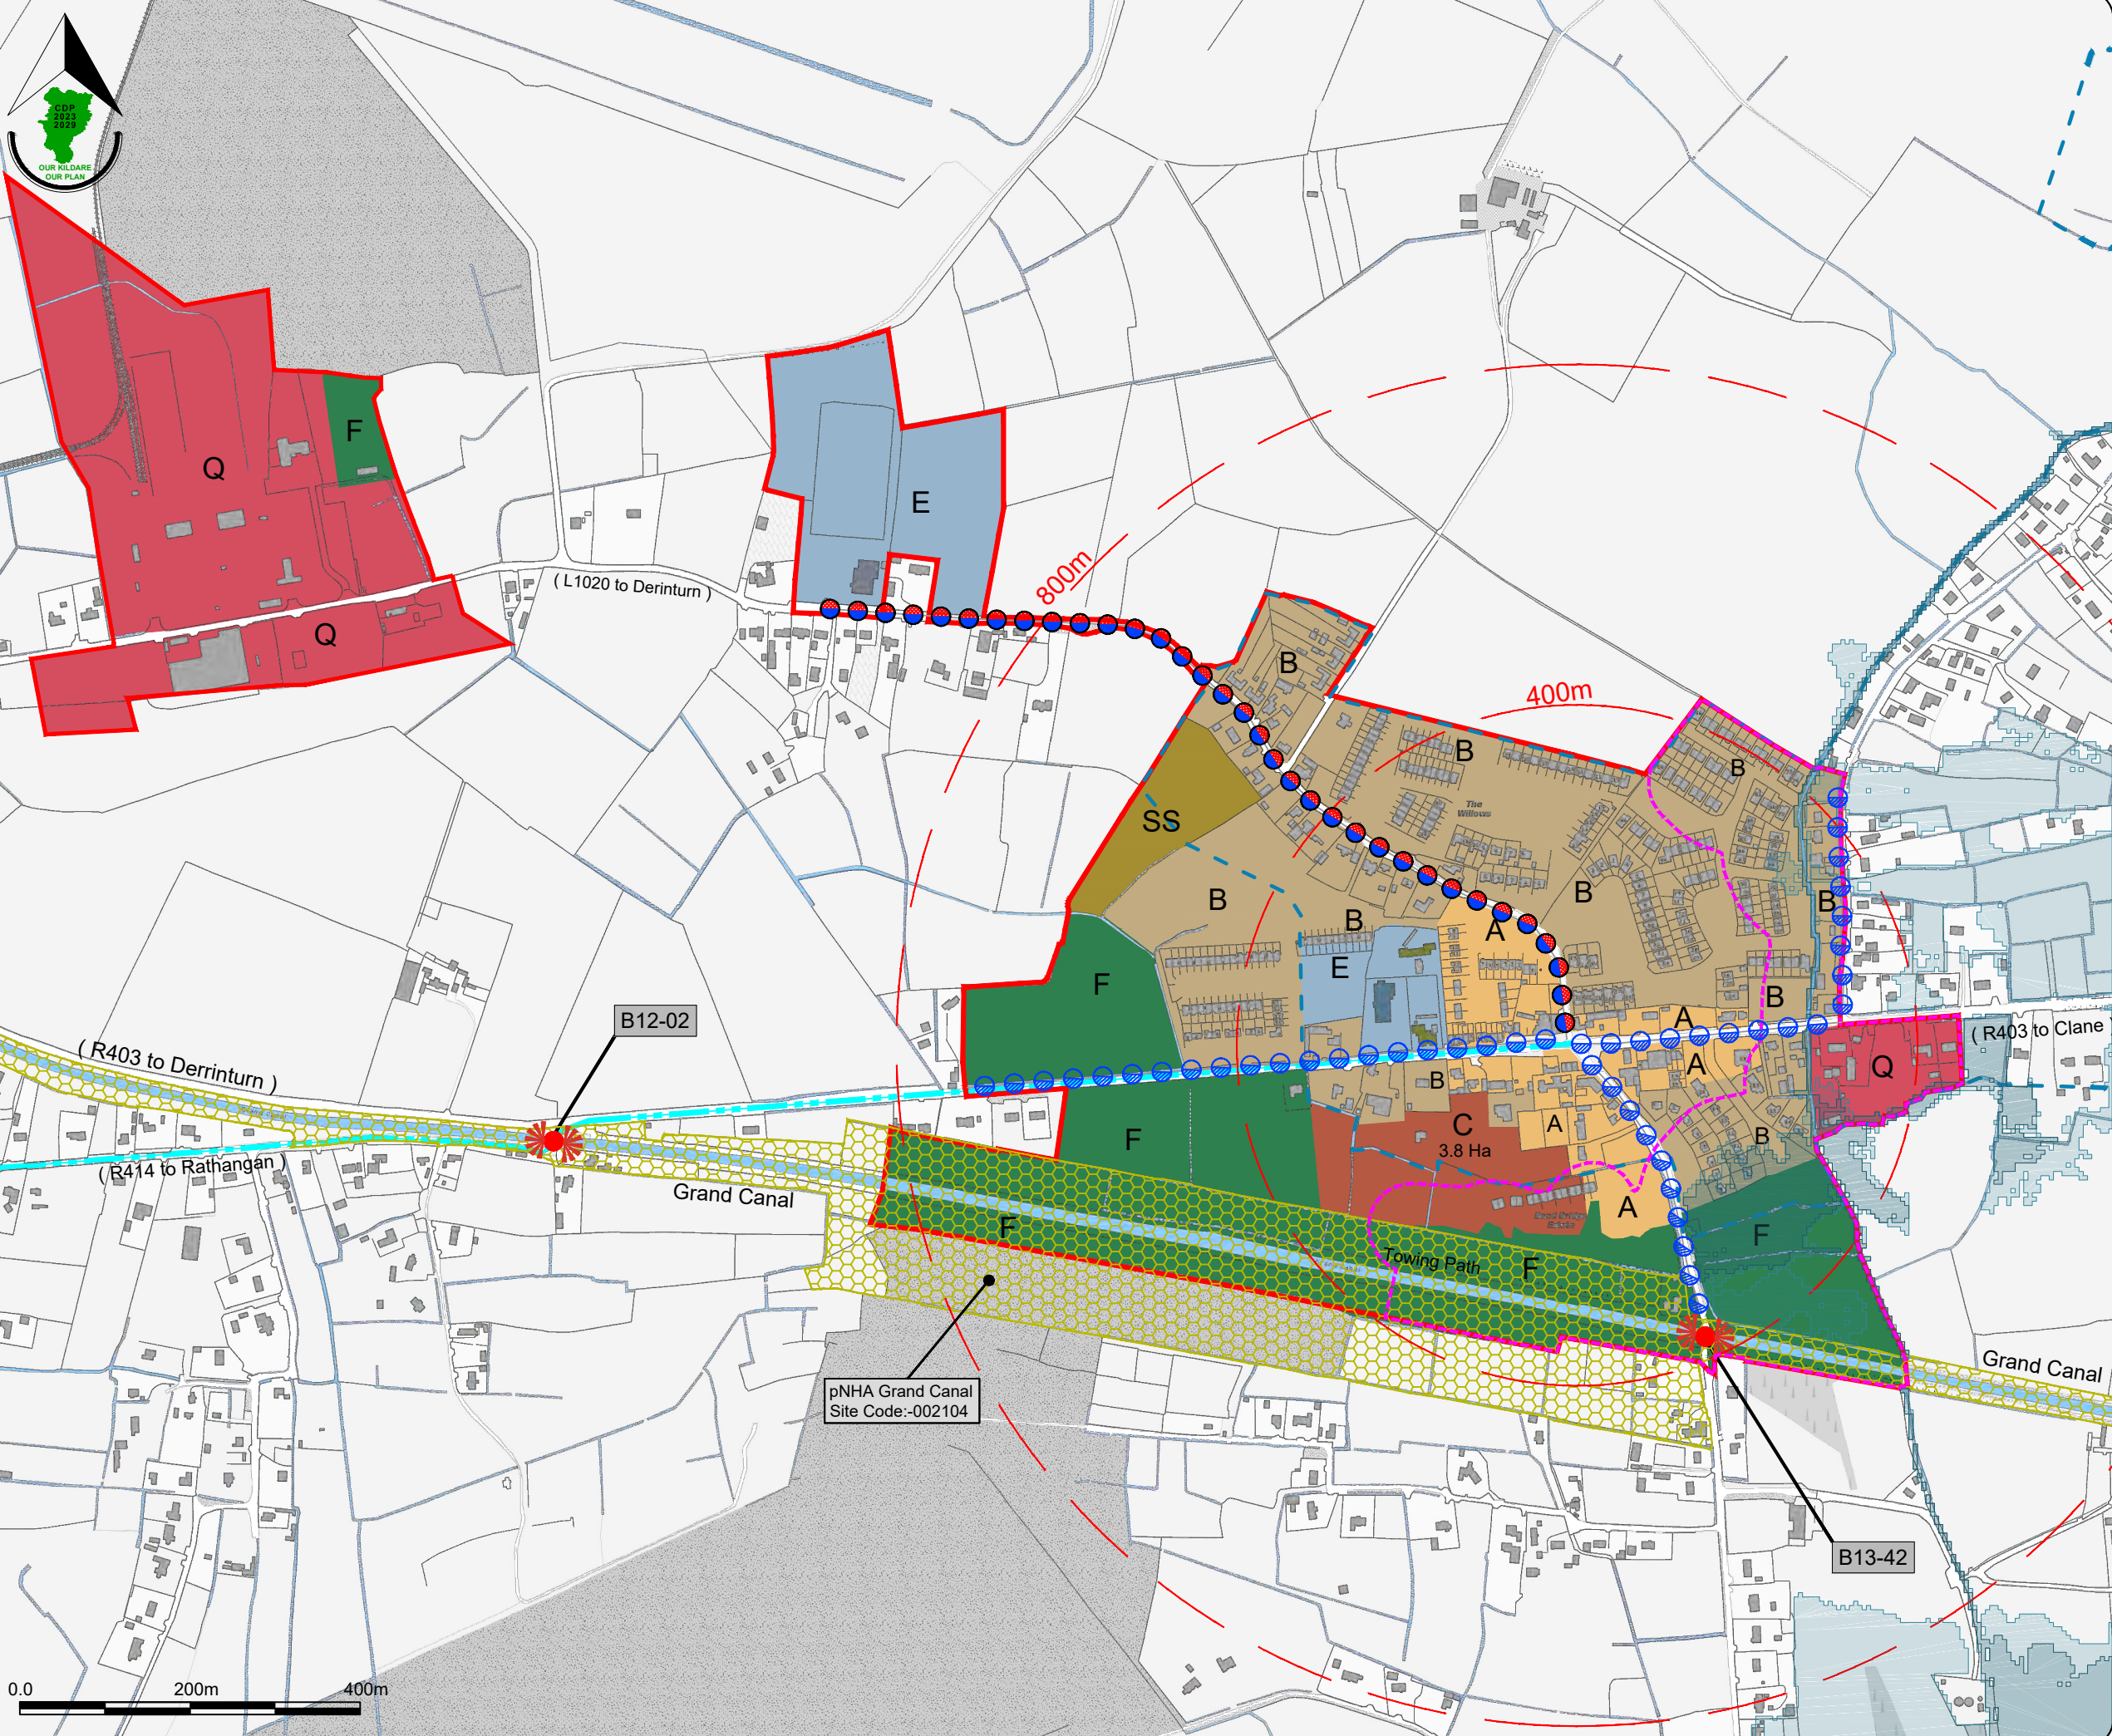 CDP
2023
2029
OUR KILDARE
OUR PLAN
F
Q
E
( L1020 to Derinturn )
800m
Q
B
400m
B
B
The
Willows
SS
B
B
B
B
A
E
F
B
B12-02
A
( R403 to Clane )
( R403 to Derrinturn )
A
Q
B
C
3.8 Ha
A
B
F
( R414 to Rathangan )
Grand Canal
A
F
F
Towing Path
F
pNHA Grand Canal
Site Code:-002104
Grand Canal
B13-42
0.0
200m
400m